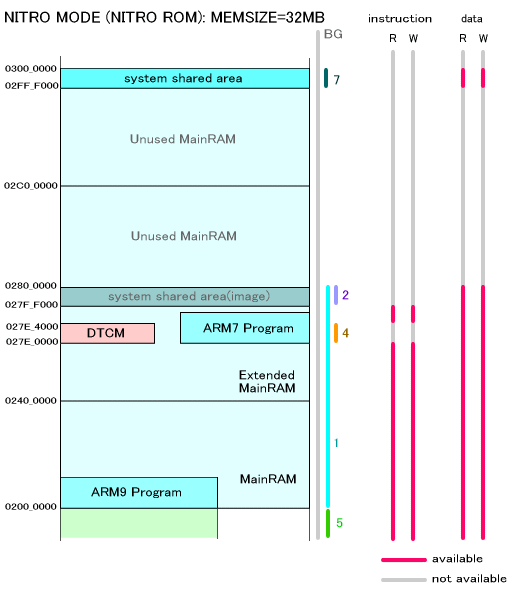 NITRO MODE (NITRO ROM): MEMSIZE=32MB
BG
instruction
data
R
W
R
W
0300_0000
system shared area
7
02FF_F000
Unused MainRAM
02C0_0000
Unused MainRAM
0280_0000
system shared area(image)
2
027F_F000
027E_4000
DTCM
ARM7 Program
4
027E_0000
Extended
MainRAM
0240_0000
1
MainRAM
ARM9 Program
0200_0000
5
available
not available